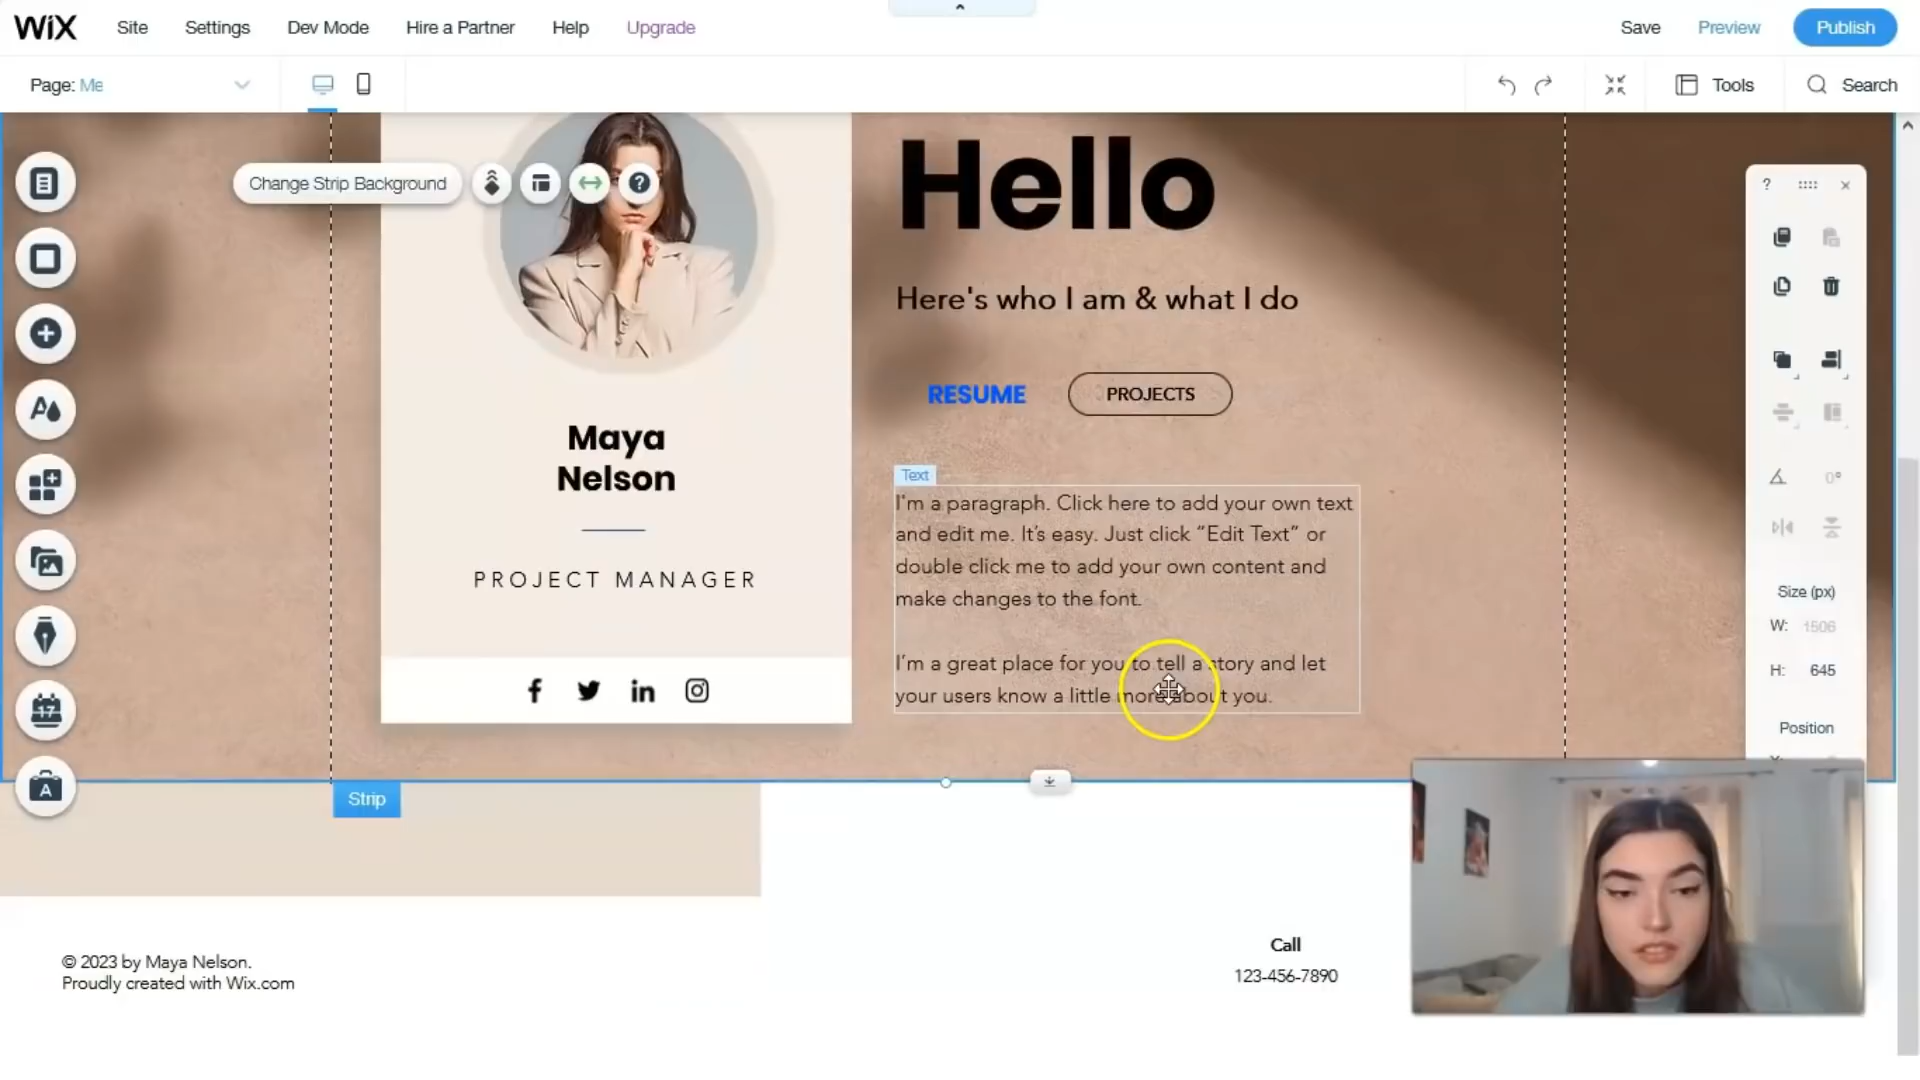 WiX
Site
Settings
Dev Mode
Hire a Partner
Help
Upgrade
Save
Preview
Publish
Page: Me
Tools
Search
Change Strip Background
?
Hello
Here's who I am & what I do
RESUME
PROJECTS
Maya
Nelson
PROJECT MANAGER
Text
I'm a paragraph. Click here to add your own text
and edit me. It's easy. Just click “Edit Text” or
double click me to add your own content and
make changes to the font.
I'm a great place for you to tell a story and let
your users know a little more about you.
17
A
Strip
© 2023 by Maya Nelson.
Proudly created with Wix.com
Call
123-456-7890
?
0°
Size (px)
W: 1506
H: 645
Position